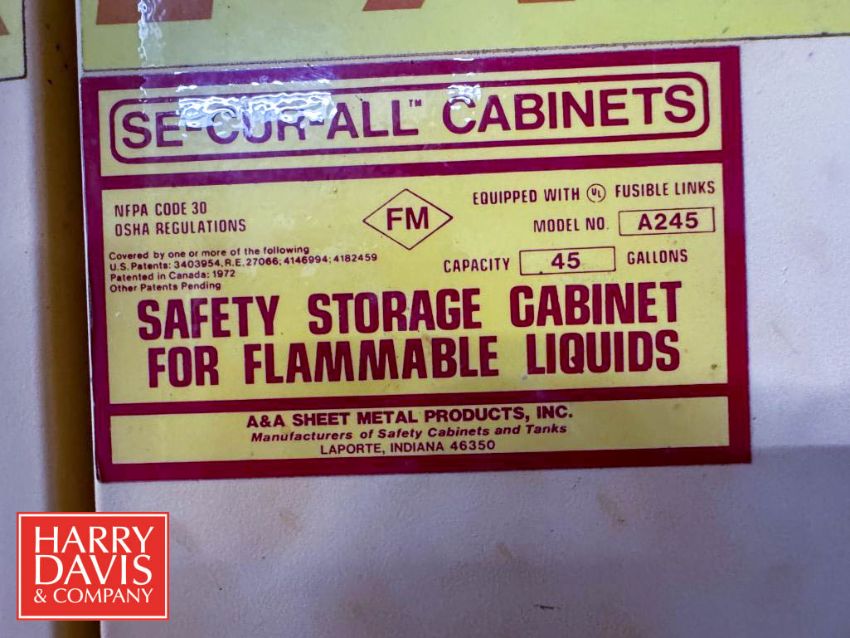 SE-CUR-ALL™ CABINETS
NFPA CODE 30
OSHA REGULATIONS
FM
EQUIPPED WITH UL FUSIBLE LINKS
MODEL NO. A245
Covered by one or more of the following
U.S. Patents: 3403954, R.E. 27066; 4146994; 4182459
Patented in Canada: 1972
Other Patents Pending
CAPACITY 45 GALLONS
SAFETY STORAGE CABINET
FOR FLAMMABLE LIQUIDS
A&A SHEET METAL PRODUCTS, INC.
Manufacturers of Safety Cabinets and Tanks
LAPORTE, INDIANA 46350
HARRY
DAVIS
& COMPANY